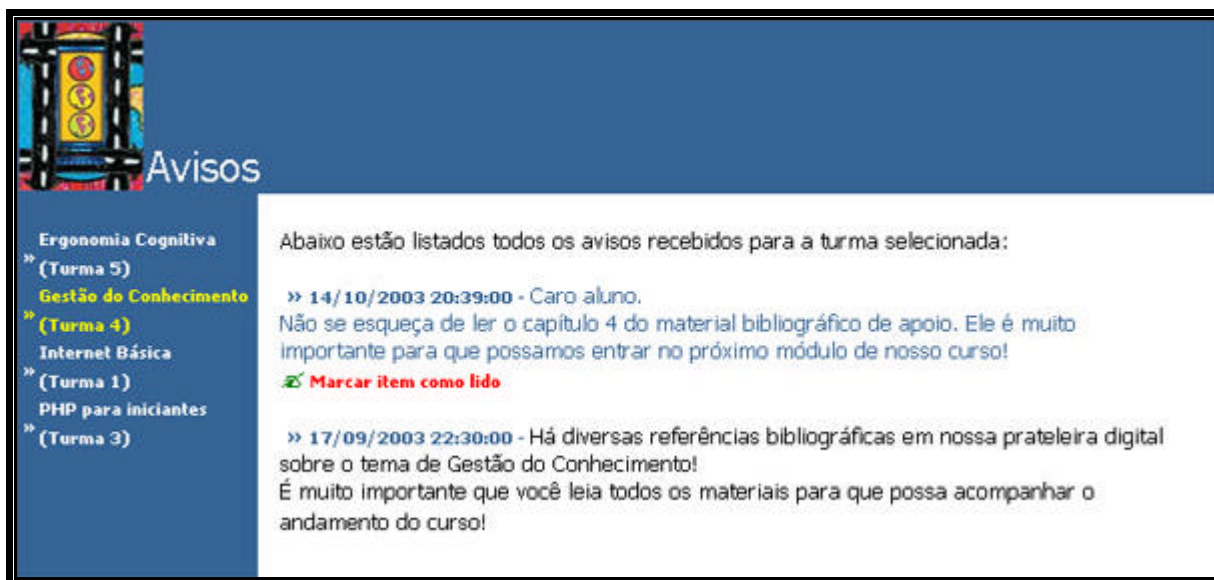 Avisos
Ergonomia Cognitiva
» (Turma 5)
Gestão do Conhecimento
» (Turma 4)
Internet Básica
» (Turma 1)
PHP para iniciantes
» (Turma 3)
Abaixo estão listados todos os avisos recebidos para a turma selecionada:
» 14/10/2003 20:39:00 - Caro aluno.
Não se esqueça de ler o capítulo 4 do material bibliográfico de apoio. Ele é muito
importante para que possamos entrar no próximo módulo de nosso curso!
Marcar item como lido
» 17/09/2003 22:30:00 - Há diversas referências bibliográficas em nossa prateleira digital
sobre o tema de Gestão do Conhecimento!
É muito importante que você leia todos os materiais para que possa acompanhar o
andamento do curso!